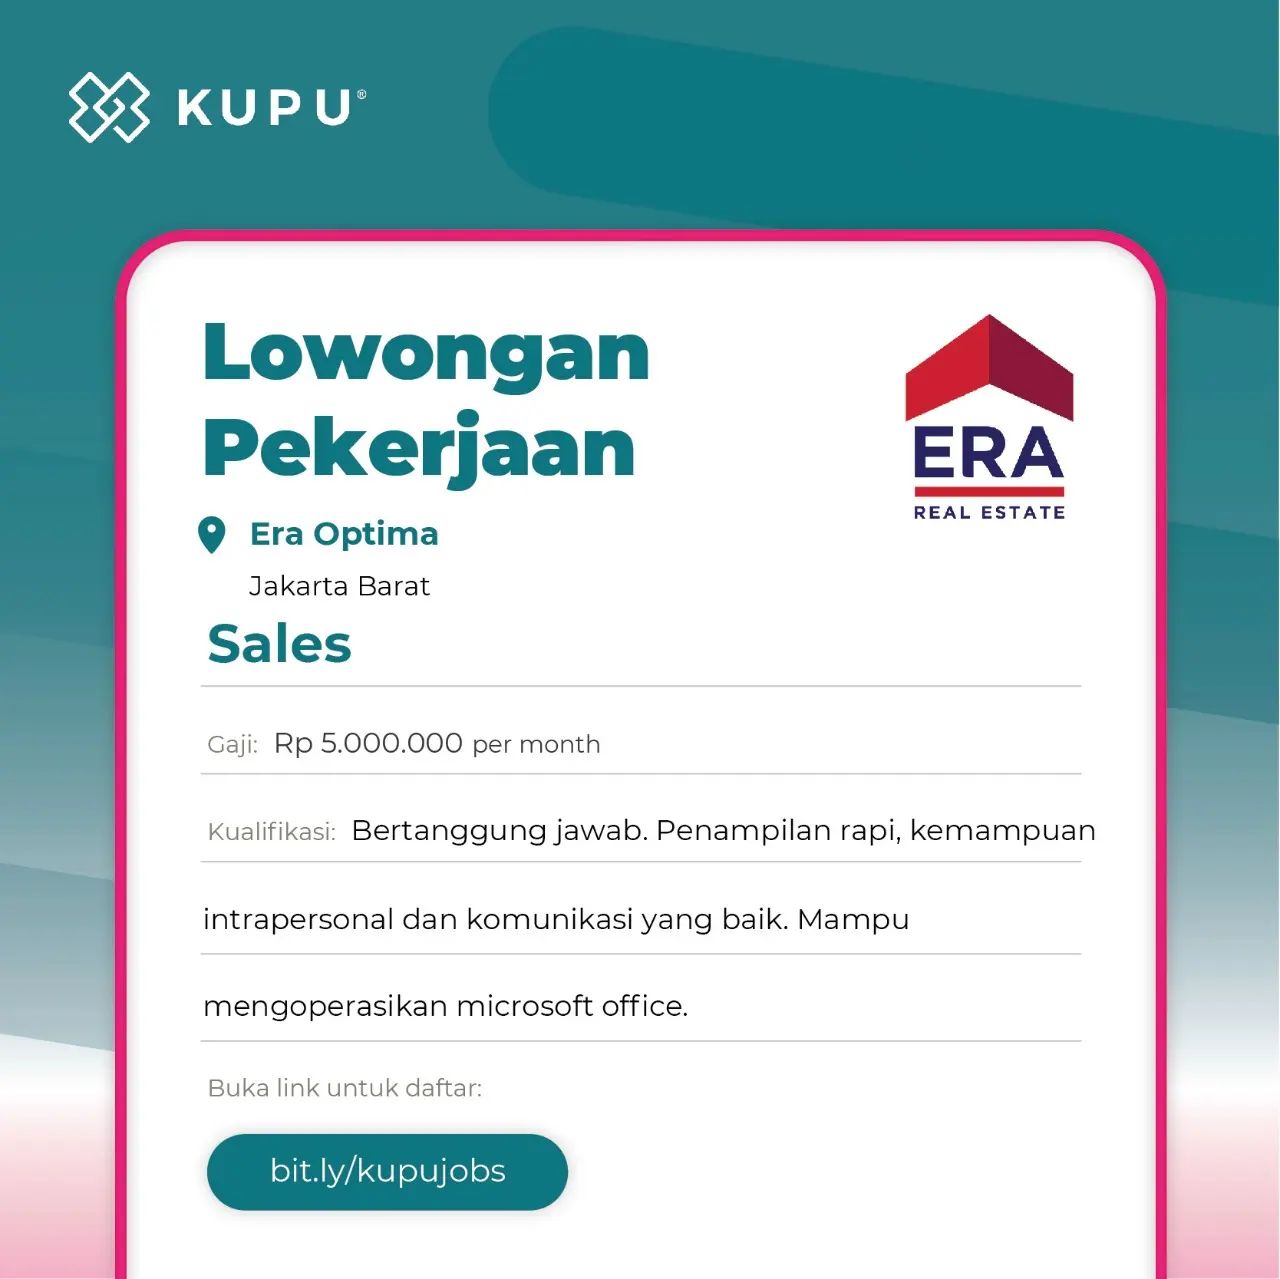 KUPU®
Lowongan
Pekerjaan
ERA
REAL ESTATE
Era Optima
Jakarta Barat
Sales
Gaji: Rp 5.000.000 per month
Kualifikasi: Bertanggung jawab. Penampilan rapi, kemampuan
intrapersonal dan komunikasi yang baik. Mampu
mengoperasikan microsoft office.
Buka link untuk daftar:
bit.ly/kupujobs